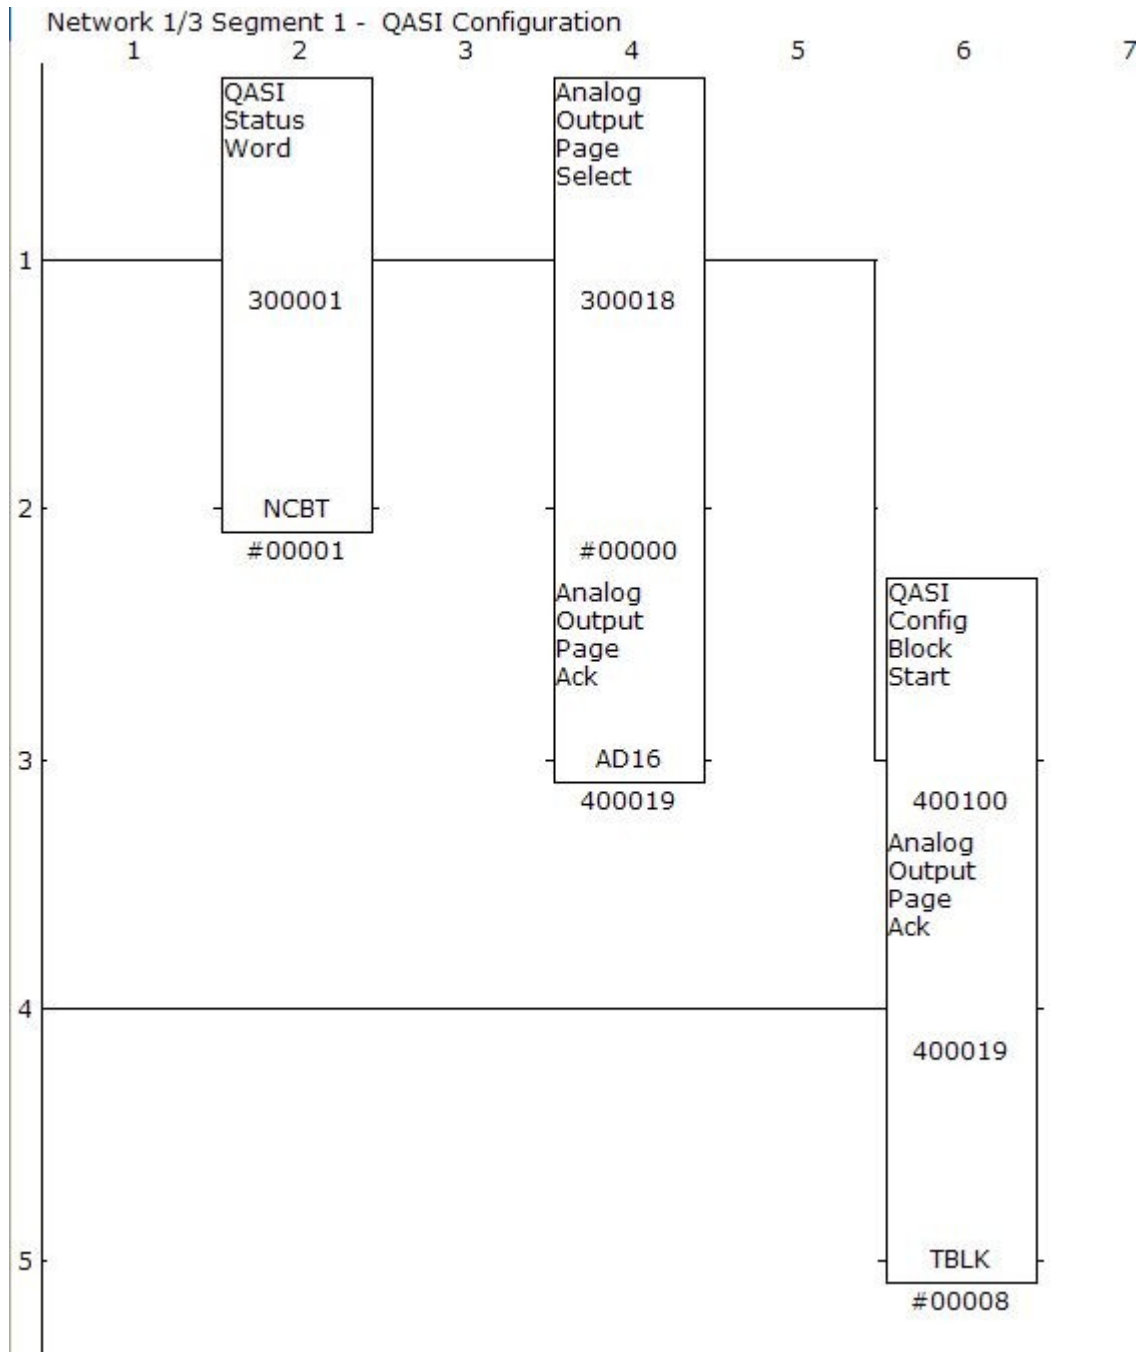 Network 1/3 Segment 1 - QASI Configuration
1 2 3 4 5 6 7
QASI
Status
Word
Analog
Output
Page
Select
1
300001
300018
2
NCBT
#00001
#00000
Analog
Output
Page
Ack
QASI
Config
Block
Start
3
AD16
400019
400100
Analog
Output
Page
Ack
4
400019
5
TBLK
#00008